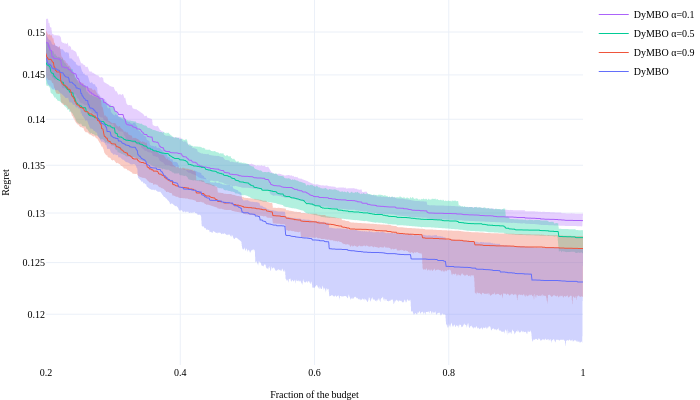 DyMBO α=0.1
DyMBO α=0.5
DyMBO α=0.9
DyMBO
0.15
0.145
0.14
0.135
0.13
0.125
0.12
Regret
0.2 0.4 0.6 0.8 1
Fraction of the budget